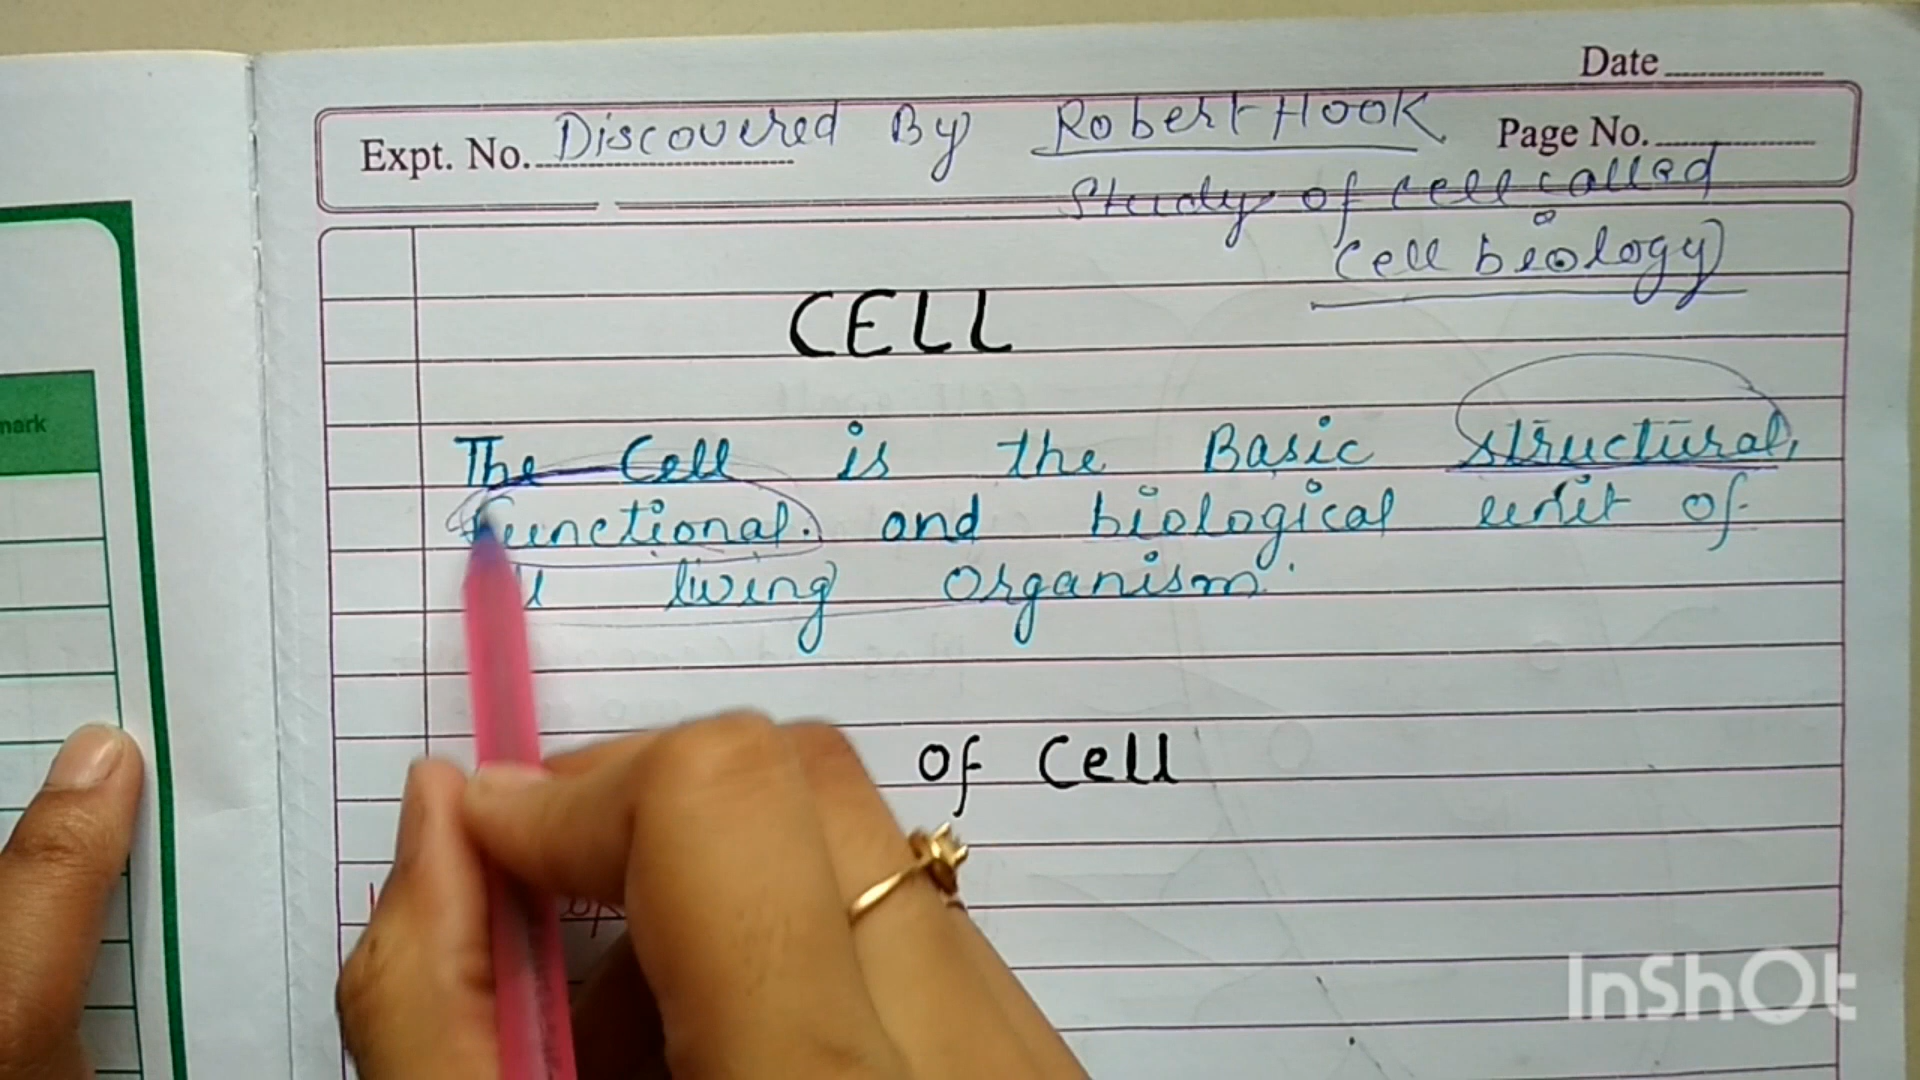 Date
Expt. No. Discovered By Robert Hook Page No.
Study of cell called
Cell biology
CELL
mark
The Cell is the Basic structural,
functional. and biological unit of
living organism.
of Cell
InShOt